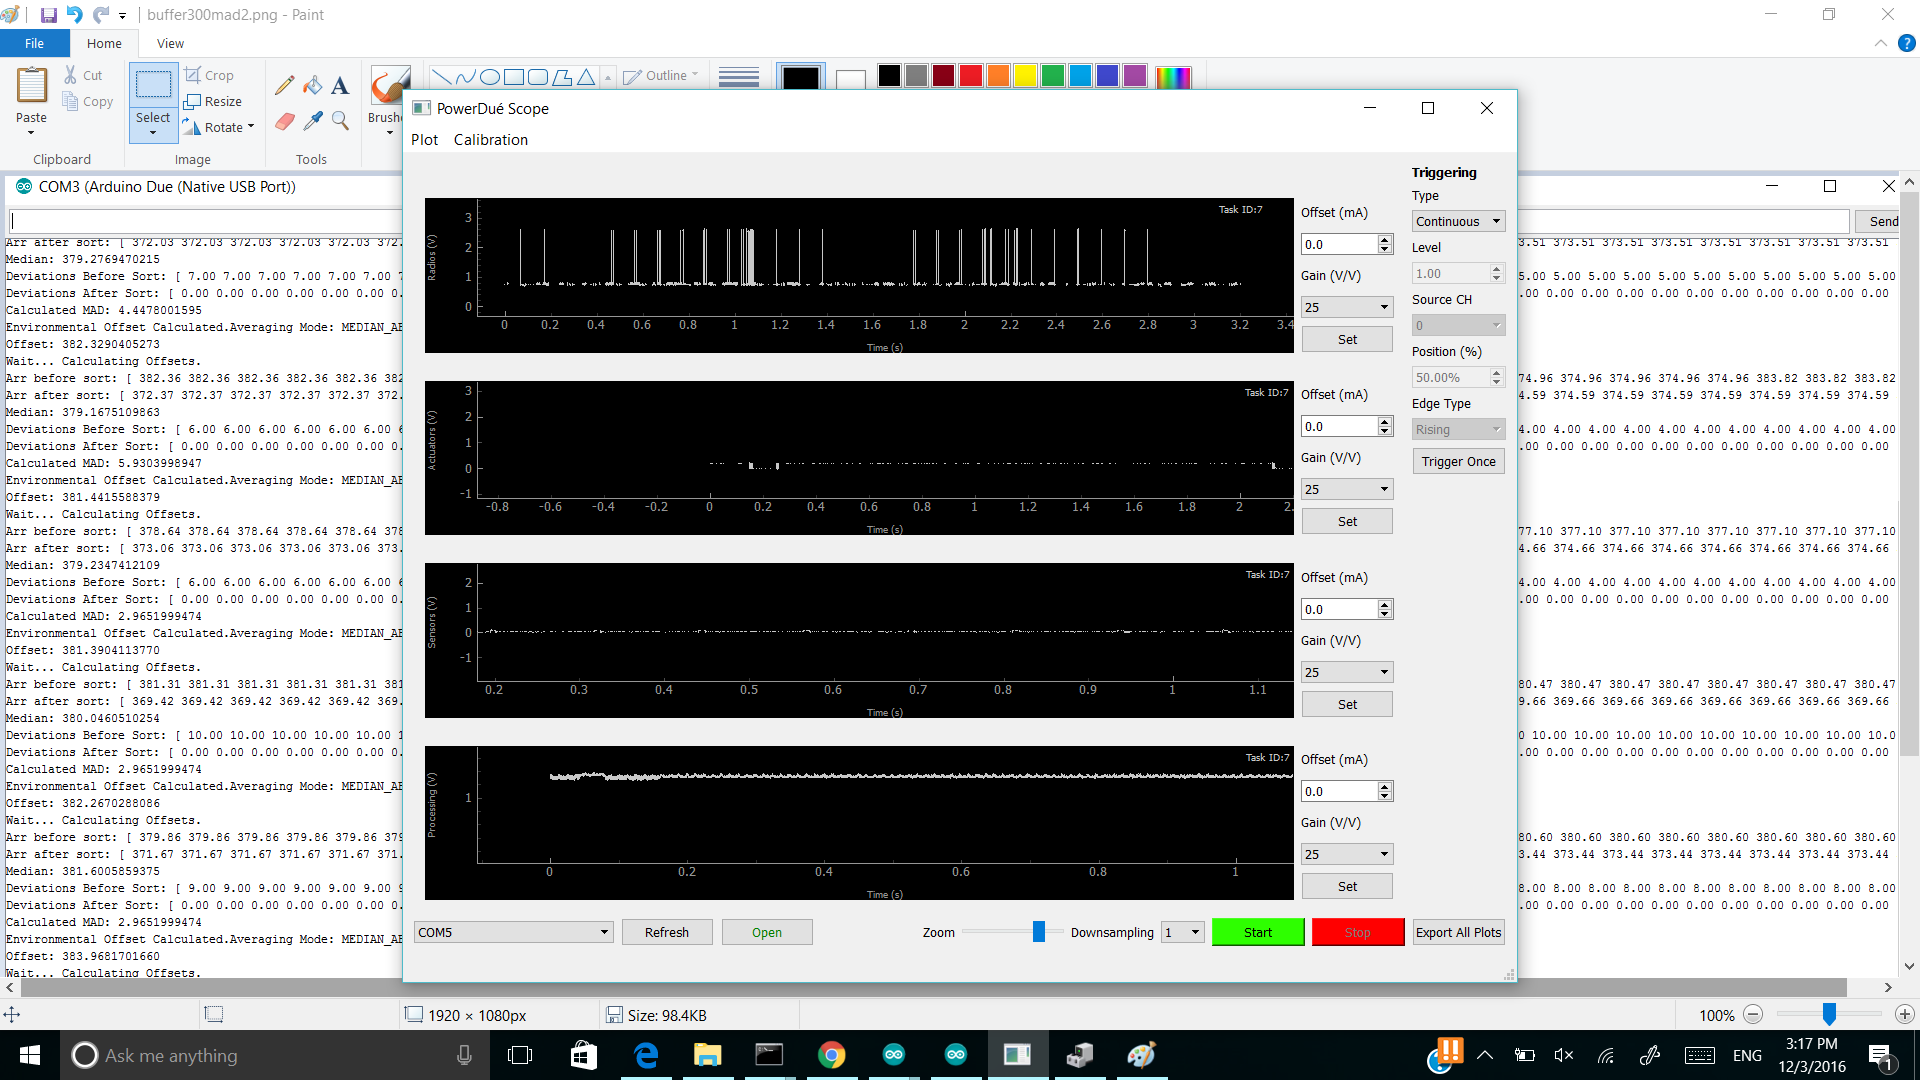 buffer300mad2.png - Paint
File Home View
Paste Cut Copy
Select Crop Resize Rotate
Brushes Outline
Clipboard Image Tools
COM3 (Arduino Due (Native USB Port))
Send
Arr after sort: [ 372.03 372.03 372.03 372.03 372.03 372.03
Median: 379.2769470215
Deviations Before Sort: [ 7.00 7.00 7.00 7.00 7.00 7
Deviations After Sort: [ 0.00 0.00 0.00 0.00 0.00 0.
Calculated MAD: 4.4478001595
Environmental Offset Calculated.Averaging Mode: MEDIAN_AB
Offset: 382.3290405273
Wait... Calculating Offsets.
Arr before sort: [ 382.36 382.36 382.36 382.36 382.36 382
Arr after sort: [ 372.37 372.37 372.37 372.37 372.37 372.
Median: 379.1675109863
Deviations Before Sort: [ 6.00 6.00 6.00 6.00 6.00 6
Deviations After Sort: [ 0.00 0.00 0.00 0.00 0.00 0.
Calculated MAD: 5.9303998947
Environmental Offset Calculated.Averaging Mode: MEDIAN_AB
Offset: 381.4415588379
Wait... Calculating Offsets.
Arr before sort: [ 378.64 378.64 378.64 378.64 378.64 378
Arr after sort: [ 373.06 373.06 373.06 373.06 373.06 373.
Median: 379.2347412109
Deviations Before Sort: [ 6.00 6.00 6.00 6.00 6.00 6
Deviations After Sort: [ 0.00 0.00 0.00 0.00 0.00 0.
Calculated MAD: 2.9651999474
Environmental Offset Calculated.Averaging Mode: MEDIAN_AB
Offset: 381.3904113770
Wait... Calculating Offsets.
Arr before sort: [ 381.31 381.31 381.31 381.31 381.31 381
Arr after sort: [ 369.42 369.42 369.42 369.42 369.42 369.
Median: 380.0460510254
Deviations Before Sort: [ 10.00 10.00 10.00 10.00 10.00 1
Deviations After Sort: [ 0.00 0.00 0.00 0.00 0.00 0.
Calculated MAD: 2.9651999474
Environmental Offset Calculated.Averaging Mode: MEDIAN_AB
Offset: 382.2670288086
Wait... Calculating Offsets.
Arr before sort: [ 379.86 379.86 379.86 379.86 379.86 379
Arr after sort: [ 371.67 371.67 371.67 371.67 371.67 371.
Median: 381.6005859375
Deviations Before Sort: [ 9.00 9.00 9.00 9.00 9.00 9
Deviations After Sort: [ 0.00 0.00 0.00 0.00 0.00 0.
Calculated MAD: 2.9651999474
Environmental Offset Calculated.Averaging Mode: MEDIAN_AB
Offset: 383.9681701660
Wait... Calculating Offsets.
PowerDué Scope
Plot Calibration
Task ID:7
Radios (V)
3
2
1
0
0 0.2 0.4 0.6 0.8 1 1.2 1.4 1.6 1.8 2 2.2 2.4 2.6 2.8 3 3.2 3.4
Time (s)
Offset (mA)
0.0
Gain (V/V)
25
Set
Task ID:7
Actuators (V)
3
2
1
0
-1
-0.8 -0.6 -0.4 -0.2 0 0.2 0.4 0.6 0.8 1 1.2 1.4 1.6 1.8 2 2.
Time (s)
Offset (mA)
0.0
Gain (V/V)
25
Set
Task ID:7
Sensors (V)
2
1
0
-1
0.2 0.3 0.4 0.5 0.6 0.7 0.8 0.9 1 1.1
Time (s)
Offset (mA)
0.0
Gain (V/V)
25
Set
Task ID:7
Processing (V)
1
0 0.2 0.4 0.6 0.8 1
Time (s)
Offset (mA)
0.0
Gain (V/V)
25
Set
Triggering
Type
Continuous
Level
1.00
Source CH
0
Position (%)
50.00%
Edge Type
Rising
Trigger Once
COM5 Refresh Open Zoom Downsampling 1 Start Stop Export All Plots
3.51 373.51 373.51 373.51 373.51 373.51 373.51 373.51 373.51
5.00 5.00 5.00 5.00 5.00 5.00 5.00 5.00 5.00
.00 0.00 0.00 0.00 0.00 0.00 0.00 0.00 0.00
74.96 374.96 374.96 374.96 374.96 374.96 383.82 383.82 383.82
74.59 374.59 374.59 374.59 374.59 374.59 374.59 374.59 374.59
4.00 4.00 4.00 4.00 4.00 4.00 4.00 4.00 4.00
.00 0.00 0.00 0.00 0.00 0.00 0.00 0.00 0.00
77.10 377.10 377.10 377.10 377.10 377.10 377.10 377.10 377.10
4.66 374.66 374.66 374.66 374.66 374.66 374.66 374.66 374.66
4.00 4.00 4.00 4.00 4.00 4.00 4.00 4.00 4.00
.00 0.00 0.00 0.00 0.00 0.00 0.00 0.00 0.00
80.47 380.47 380.47 380.47 380.47 380.47 380.47 380.47 380.47
69.66 369.66 369.66 369.66 369.66 369.66 369.66 369.66 369.66
0 10.00 10.00 10.00 10.00 10.00 10.00 10.00 10.0
.00 0.00 0.00 0.00 0.00 0.00 0.00 0.00 0.00
80.60 380.60 380.60 380.60 380.60 380.60 380.60 380.60 380.60
73.44 373.44 373.44 373.44 373.44 373.44 373.44 373.44 373.44
8.00 8.00 8.00 8.00 8.00 8.00 8.00 8.00 8.00
.00 0.00 0.00 0.00 0.00 0.00 0.00 0.00 0.00
1920 × 1080px Size: 98.4KB 100%
Ask me anything
ENG
3:17 PM
12/3/2016
1